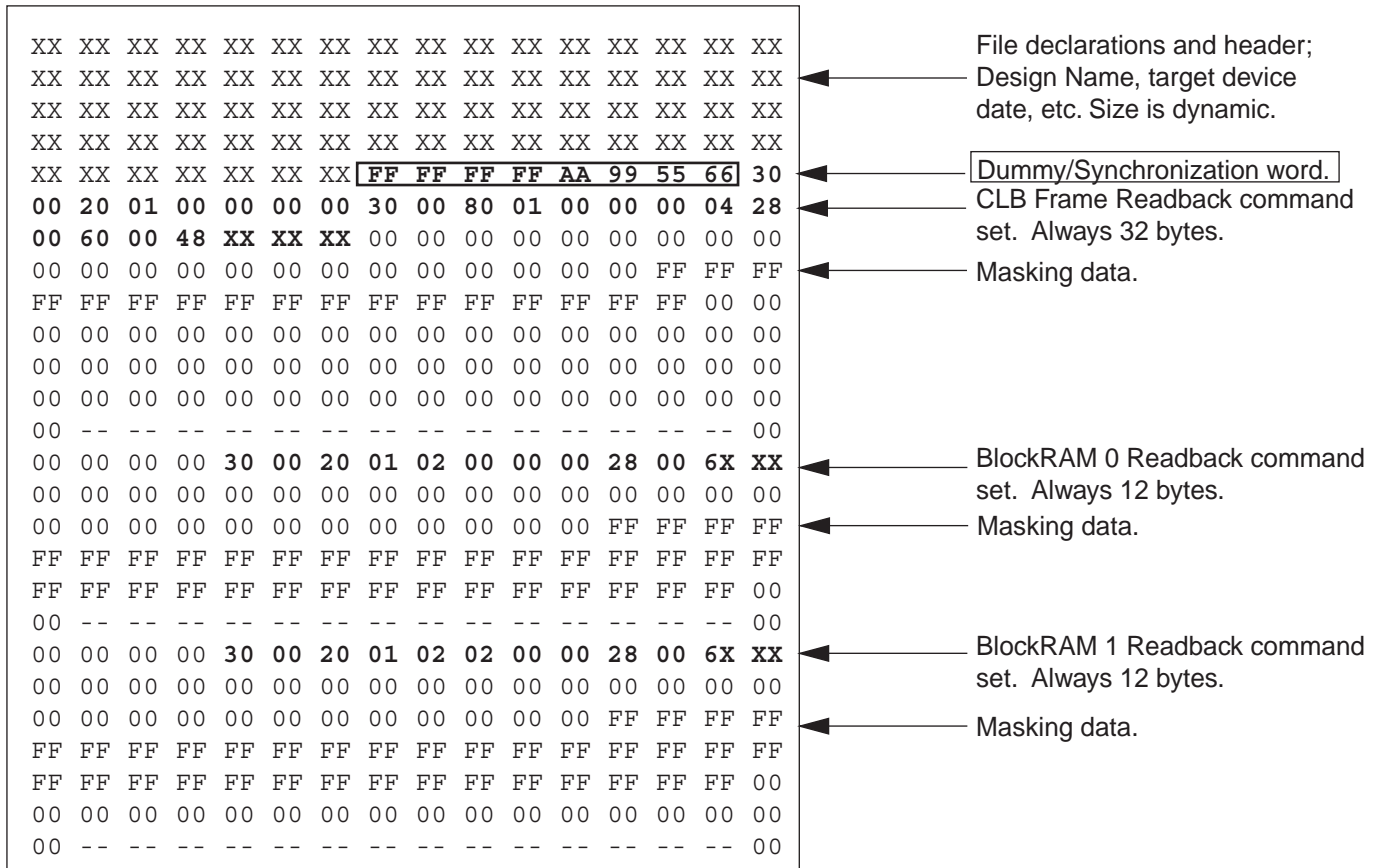 XX XX XX XX XX XX XX XX XX XX XX XX XX XX XX XX
XX XX XX XX XX XX XX XX XX XX XX XX XX XX XX XX
XX XX XX XX XX XX XX XX XX XX XX XX XX XX XX XX
XX XX XX XX XX XX XX XX XX XX XX XX XX XX XX XX
XX XX XX XX XX XX XX FF FF FF FF AA 99 55 66 30
00 20 01 00 00 00 00 30 00 80 01 00 00 00 04 28
00 60 00 48 XX XX XX 00 00 00 00 00 00 00 00 00
00 00 00 00 00 00 00 00 00 00 00 00 00 FF FF FF
FF FF FF FF FF FF FF FF FF FF FF FF FF FF 00 00
00 00 00 00 00 00 00 00 00 00 00 00 00 00 00 00
00 00 00 00 00 00 00 00 00 00 00 00 00 00 00 00
00 00 00 00 00 00 00 00 00 00 00 00 00 00 00 00
00 -- -- -- -- -- -- -- -- -- -- -- -- -- -- 00
00 00 00 00 30 00 20 01 02 00 00 00 28 00 6X XX
00 00 00 00 00 00 00 00 00 00 00 00 00 00 00 00
00 00 00 00 00 00 00 00 00 00 00 00 FF FF FF FF
FF FF FF FF FF FF FF FF FF FF FF FF FF FF FF FF
FF FF FF FF FF FF FF FF FF FF FF FF FF FF FF 00
00 -- -- -- -- -- -- -- -- -- -- -- -- -- -- 00
00 00 00 00 30 00 20 01 02 02 00 00 28 00 6X XX
00 00 00 00 00 00 00 00 00 00 00 00 00 00 00 00
00 00 00 00 00 00 00 00 00 00 00 00 FF FF FF FF
FF FF FF FF FF FF FF FF FF FF FF FF FF FF FF FF
FF FF FF FF FF FF FF FF FF FF FF FF FF FF FF 00
00 00 00 00 00 00 00 00 00 00 00 00 00 00 00 00
00 -- -- -- -- -- -- -- -- -- -- -- -- -- -- 00
File declarations and header;
Design Name, target device
date, etc. Size is dynamic.
Dummy/Synchronization word.
CLB Frame Readback command
set. Always 32 bytes.
Masking data.
BlockRAM 0 Readback command
set. Always 12 bytes.
Masking data.
BlockRAM 1 Readback command
set. Always 12 bytes.
Masking data.